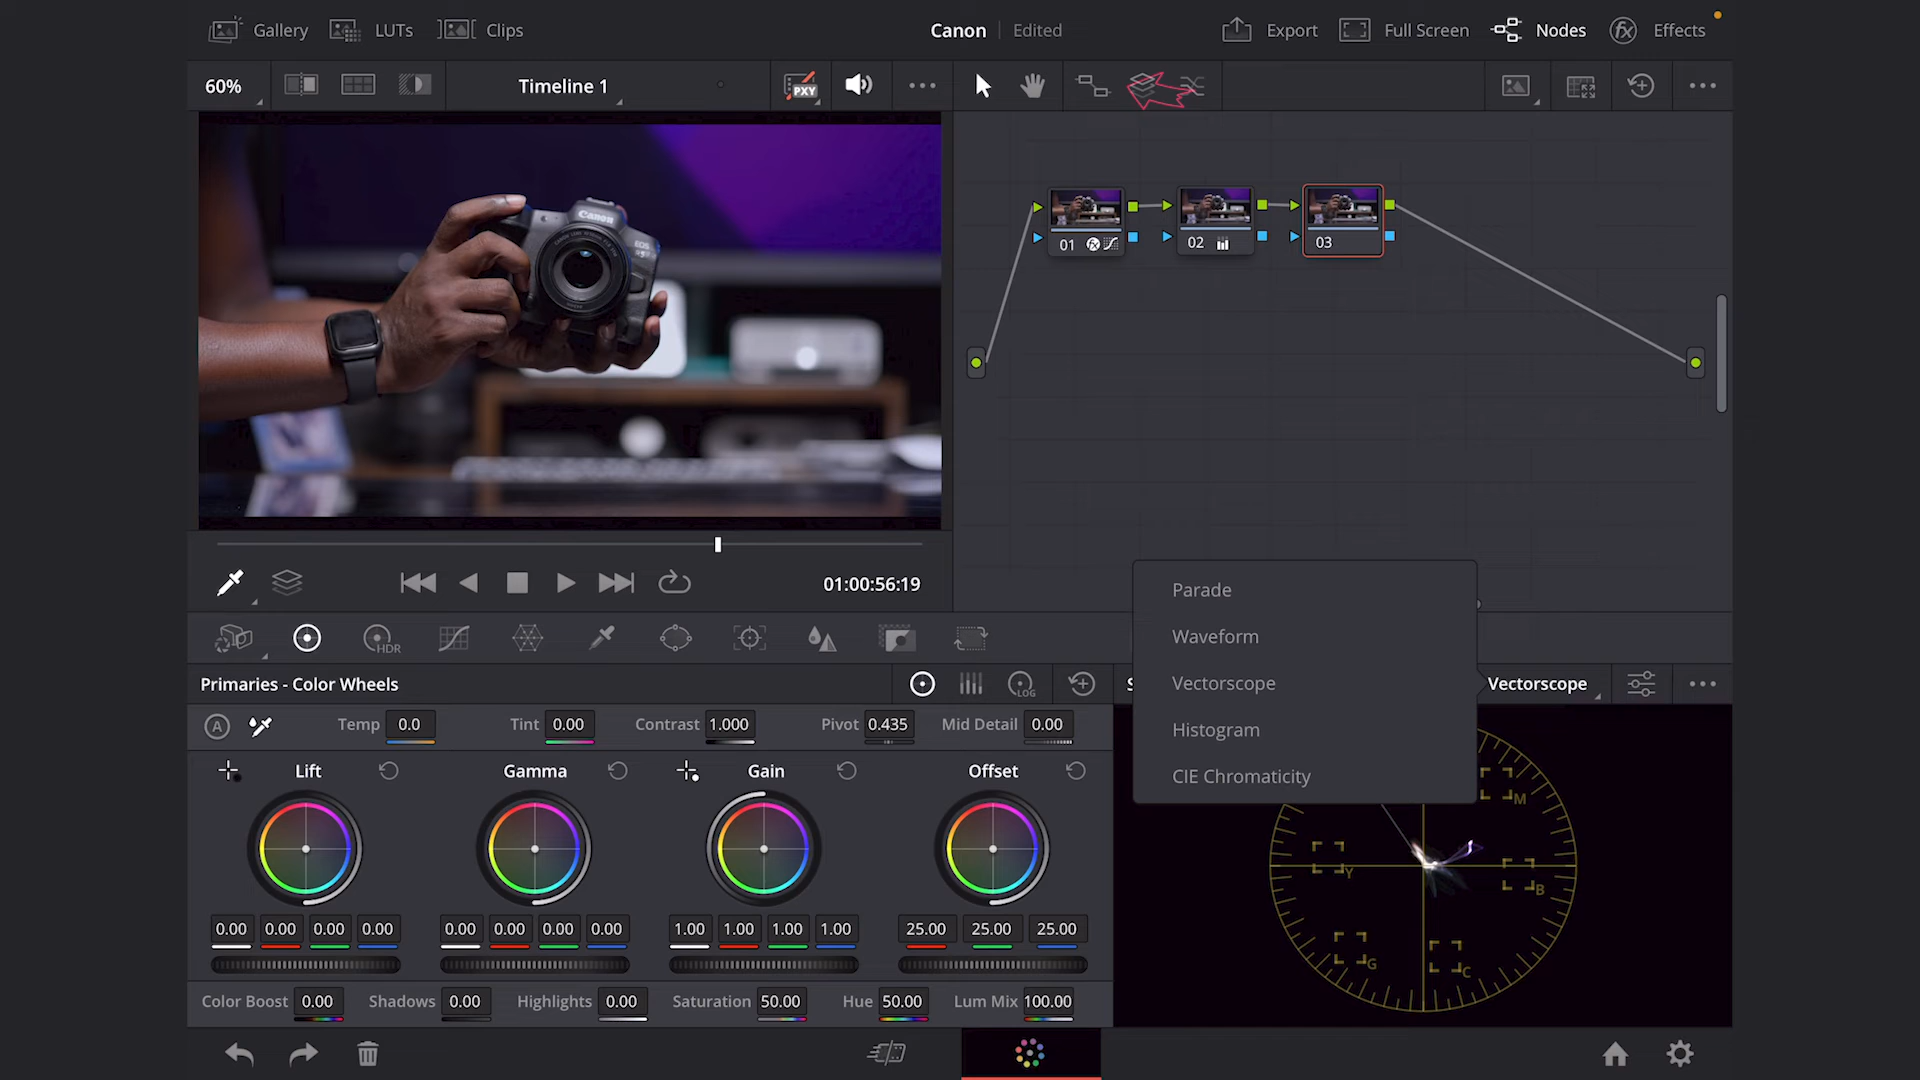 Gallery LUTs Clips Canon Edited Export Full Screen Nodes Effects
60% Timeline 1 PXY
Canon
EOS
01 02 03
01:00:56:19
HDR
Parade
Waveform
Vectorscope
Histogram
CIE Chromaticity
Primaries - Color Wheels LOG S Vectorscope
A Temp 0.0 Tint 0.00 Contrast 1.000 Pivot 0.435 Mid Detail 0.00
Lift Gamma Gain Offset
M
Y
B
G
C
0.00 0.00 0.00 0.00 0.00 0.00 0.00 0.00 1.00 1.00 1.00 1.00 25.00 25.00 25.00
Color Boost 0.00 Shadows 0.00 Highlights 0.00 Saturation 50.00 Hue 50.00 Lum Mix 100.00